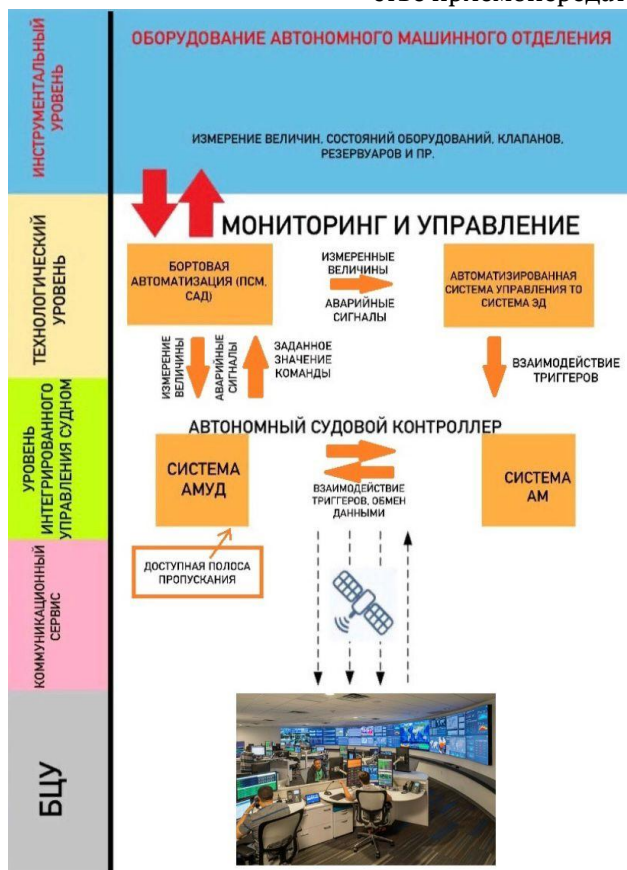 ОБОРУДОВАНИЕ АВТОНОМНОГО МАШИННОГО ОТДЕЛЕНИЯ
ИНСТРУМЕНТАЛЬНЫЙ
УРОВЕНЬ
ИЗМЕРЕНИЕ ВЕЛИЧИН, СОСТОЯНИЙ ОБОРУДОВАНИЙ, КЛАПАНОВ,
РЕЗЕРВУАРОВ И ПР.
ТЕХНОЛОГИЧЕСКИЙ
УРОВЕНЬ
МОНИТОРИНГ И УПРАВЛЕНИЕ
БОРТОВАЯ
АВТОМАТИЗАЦИЯ (ПСМ,
САД)
ИЗМЕРЕННЫЕ
ВЕЛИЧИНЫ
АВАРИЙНЫЕ
СИГНАЛЫ
АВТОМАТИЗИРОВАННАЯ
СИСТЕМА УПРАВЛЕНИЯ ТО
СИСТЕМА ЭД
ИЗМЕРЕНИЕ
ВЕЛИЧИНЫ
АВАРИЙНЫЕ
СИГНАЛЫ
ЗАДАННОЕ
ЗНАЧЕНИЕ
КОМАНДЫ
ВЗАИМОДЕЙСТВИЕ
ТРИГГЕРОВ
УРОВЕНЬ
ИНТЕГРИРОВАННОГО
УПРАВЛЕНИЯ СУДНОМ
АВТОНОМНЫЙ СУДОВОЙ КОНТРОЛЛЕР
СИСТЕМА
АМУД
ВЗАИМОДЕЙСТВИЕ
ТРИГГЕРОВ, ОБМЕН
ДАННЫМИ
СИСТЕМА
АМ
КОММУНИКАЦИОННЫЙ
СЕРВИС
ДОСТУПНАЯ ПОЛОСА
ПРОПУСКАНИЯ
БЦУ